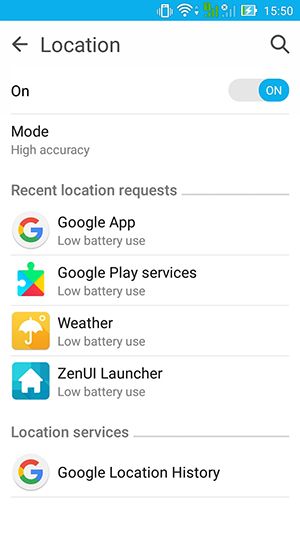 15:50
Location
On
ON
Mode
High accuracy
Recent location requests
Google App
Low battery use
Google Play services
Low battery use
Weather
Low battery use
ZenUI Launcher
Low battery use
Location services
Google Location History